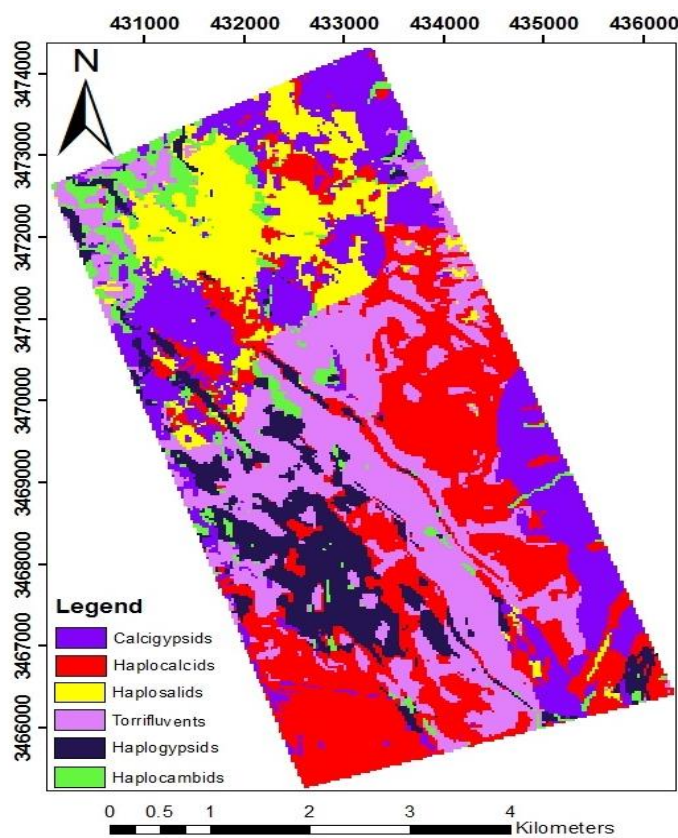 431000 432000 433000 434000 435000 436000
N
3474000
3473000
3472000
3471000
3470000
3469000
3468000
3467000
3466000
Legend
Calcigypsids
Haplocalcids
Haplosalids
Torrifluvents
Haplogypsids
Haplocambids
0 0.5 1 2 3 4
Kilometers